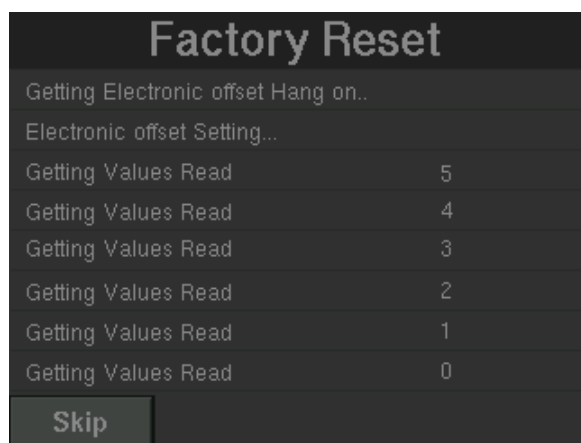 Factory Reset
Getting Electronic offset Hang on..
Electronic offset Setting...
Getting Values Read 5
Getting Values Read 4
Getting Values Read 3
Getting Values Read 2
Getting Values Read 1
Getting Values Read 0
Skip